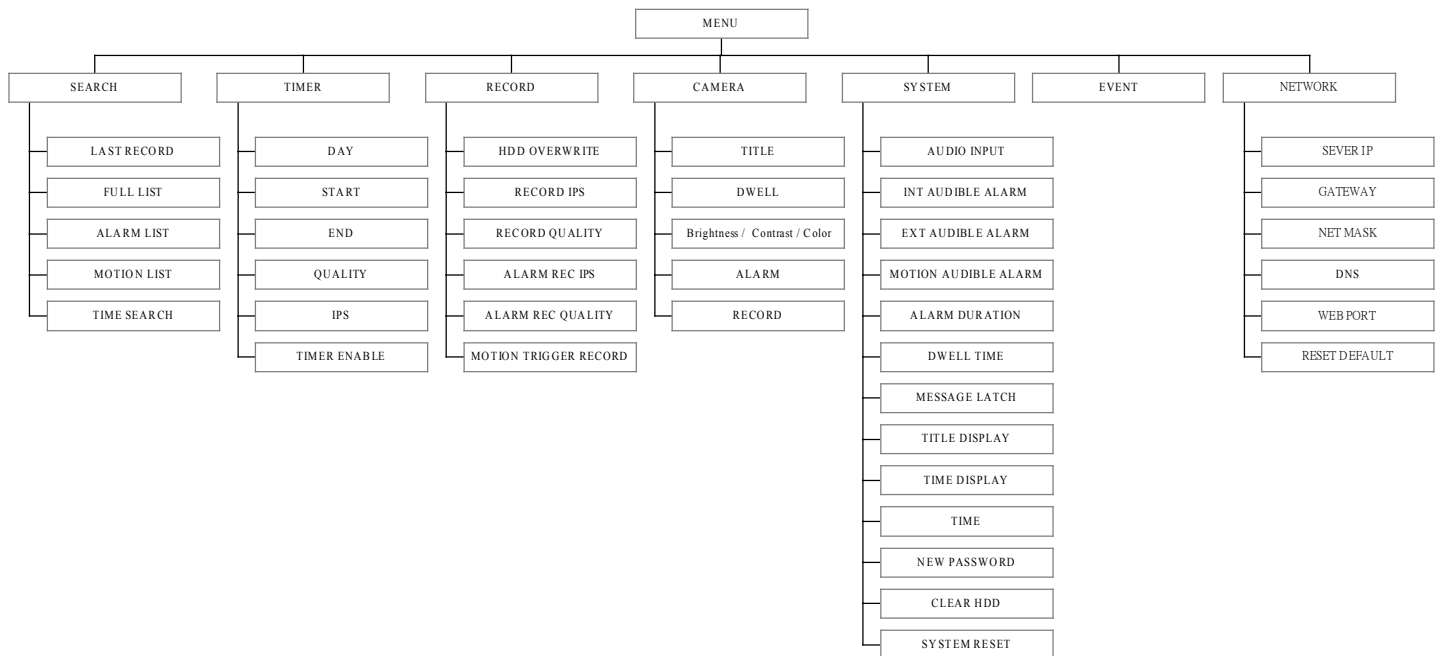 MENU
SEARCH
TIMER
RECORD
CAMERA
SYSTEM
EVENT
NETWORK
LAST RECORD
FULL LIST
ALARM LIST
MOTION LIST
TIME SEARCH
DAY
START
END
QUALITY
IPS
TIMER ENABLE
HDD OVERWRITE
RECORD IPS
RECORD QUALITY
ALARM REC IPS
ALARM REC QUALITY
MOTION TRIGGER RECORD
TITLE
DWELL
Brightness / Contrast / Color
ALARM
RECORD
AUDIO INPUT
INT AUDIBLE ALARM
EXT AUDIBLE ALARM
MOTION AUDIBLE ALARM
ALARM DURATION
DWELL TIME
MESSAGE LATCH
TITLE DISPLAY
TIME DISPLAY
TIME
NEW PASSWORD
CLEAR HDD
SYSTEM RESET
SEVER IP
GATEWAY
NET MASK
DNS
WEB PORT
RESET DEFAULT